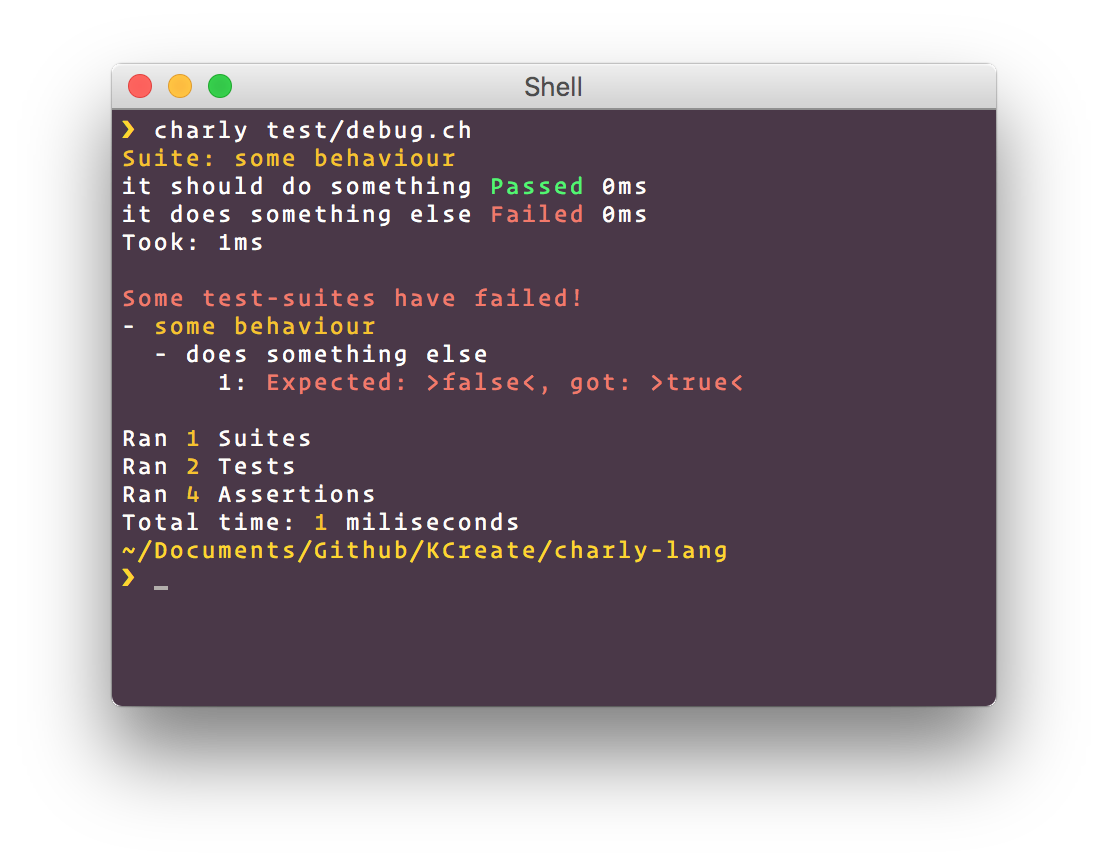 Shell
❯ charly test/debug.ch
Suite: some behaviour
it should do something Passed 0ms
it does something else Failed 0ms
Took: 1ms
Some test-suites have failed!
- some behaviour
- does something else
1: Expected: >false<, got: >true<
Ran 1 Suites
Ran 2 Tests
Ran 4 Assertions
Total time: 1 miliseconds
~/Documents/Github/KCreate/charly-lang
❯ _